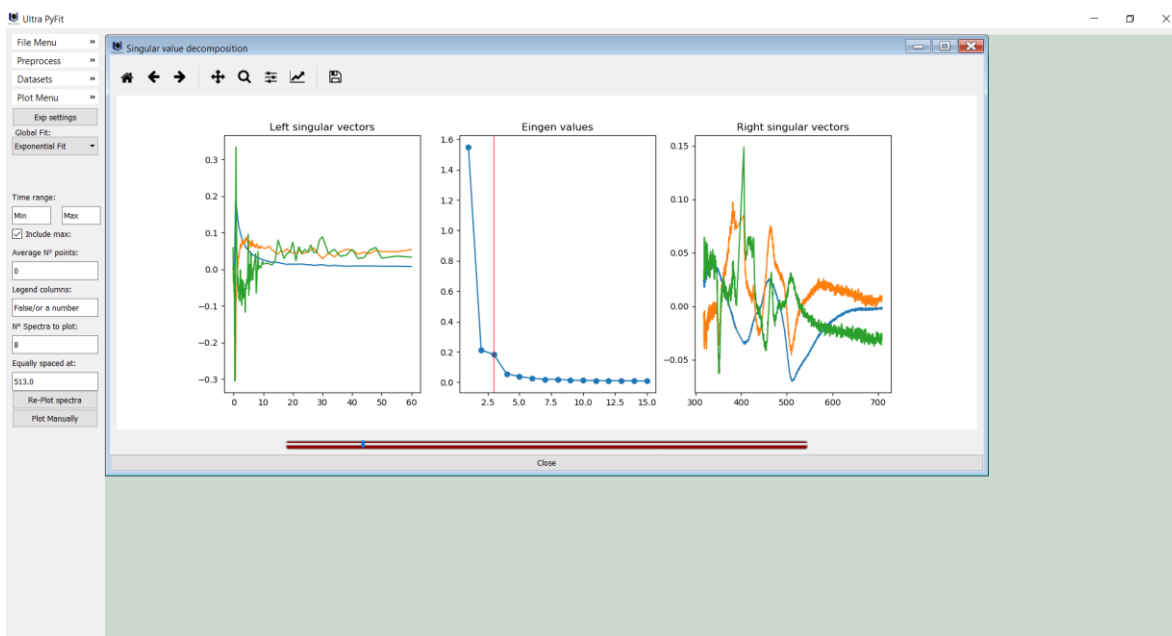 Ultra PyFit
File Menu »
Preprocess »
Datasets »
Plot Menu »
Exp settings
Global Fit:
Exponential Fit
Time range:
Min Max
Include max:
Average Nº points:
0
Legend columns:
False/or a number
Nº Spectra to plot:
8
Equally spaced at:
513.0
Re-Plot spectra
Plot Manually
Singular value decomposition
Left singular vectors
0.3
0.2
0.1
0.0
−0.1
−0.2
−0.3
0 10 20 30 40 50 60
Eingen values
1.6
1.4
1.2
1.0
0.8
0.6
0.4
0.2
0.0
2.5 5.0 7.5 10.0 12.5 15.0
Right singular vectors
0.15
0.10
0.05
0.00
−0.05
300 400 500 600 700
Close